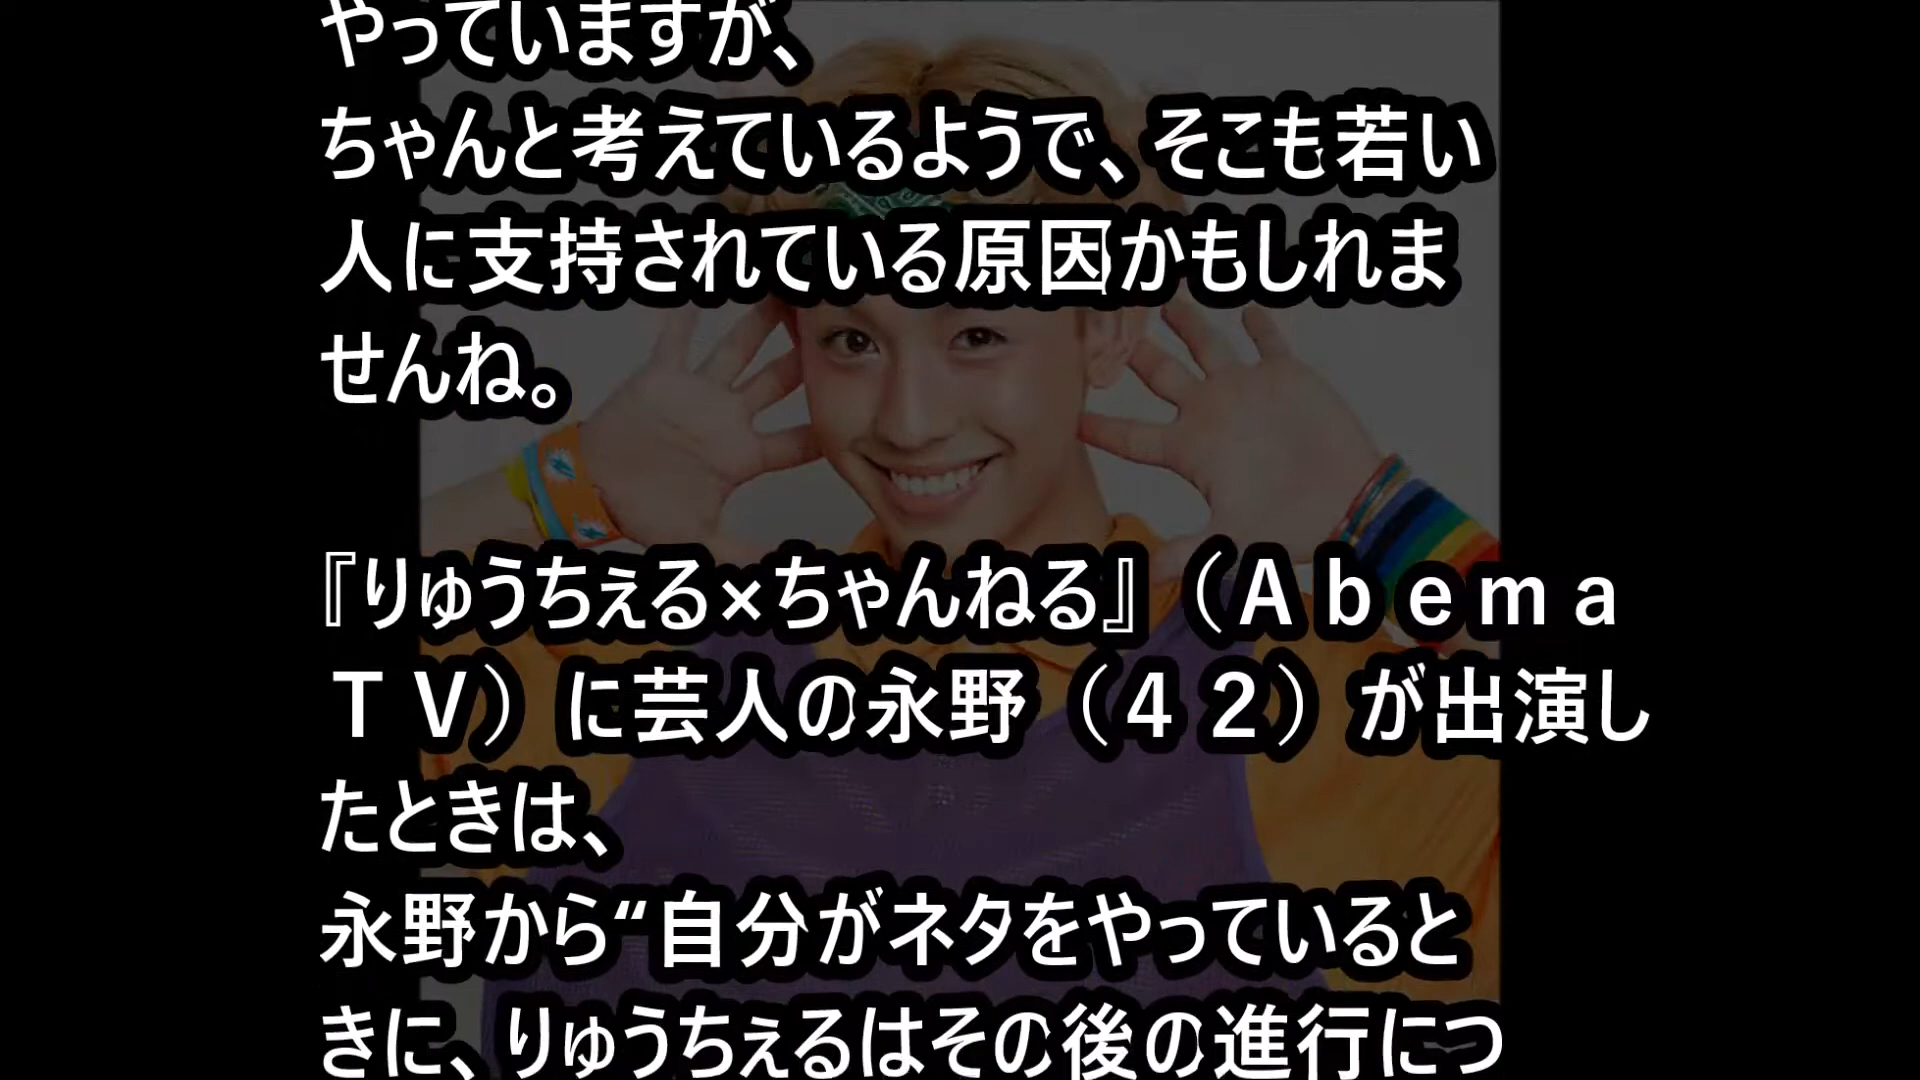 やっていますが、
ちゃんと考えているようで、そこも若い
人に支持されている原因かもしれま
せんね。
『りゅうちぇる×ちゃんねる』（Ａｂｅｍａ
ＴＶ）に芸人の永野（４２）が出演し
たときは、
永野から“自分がネタをやっていると
きに、りゅうちぇるはその後の進行につ